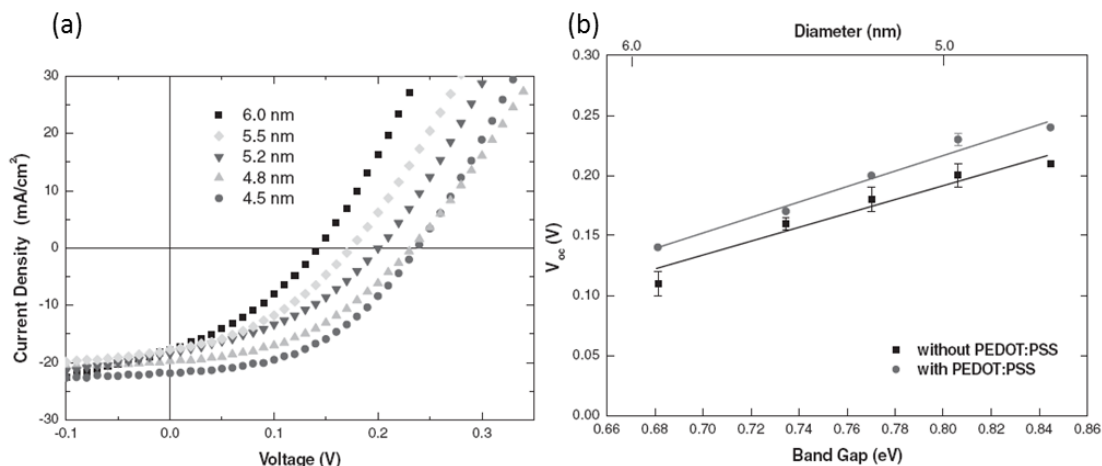 (a)
30
20
10
0
-10
-20
-30
Current Density (mA/cm²)
6.0 nm
5.5 nm
5.2 nm
4.8 nm
4.5 nm
-0.1
0.0
0.1
0.2
0.3
Voltage (V)
(b)
Diameter (nm)
6.0
5.0
0.30
0.25
0.20
0.15
0.10
0.05
0.00
V_oc (V)
without PEDOT:PSS
with PEDOT:PSS
0.66
0.68
0.70
0.72
0.74
0.76
0.78
0.80
0.82
0.84
0.86
Band Gap (eV)